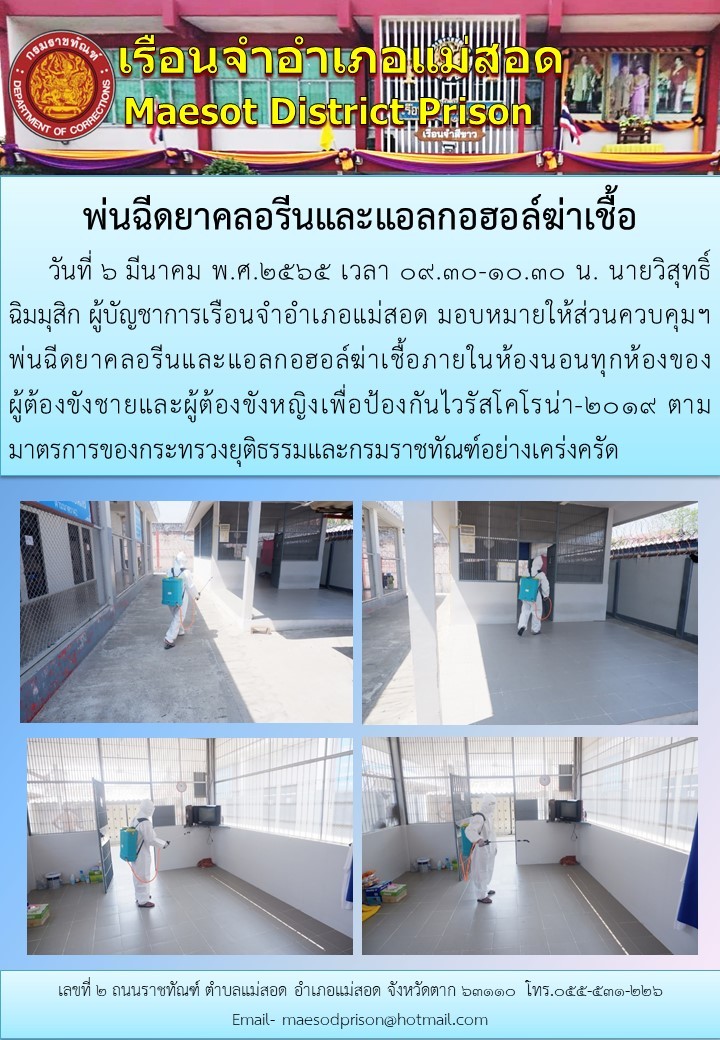 เรือนจำอำเภอแม่สอด
Maesot District Prison
กรมราชทัณฑ์
DEPARTMENT OF CORRECTIONS
เรือนจำสีขาว
พ่นฉีดยาคลอรีนและแอลกอฮอล์ฆ่าเชื้อ
วันที่ ๖ มีนาคม พ.ศ.๒๕๖๕ เวลา ๐๙.๓๐-๑๐.๓๐ น. นายวิสุทธิ์
ฉิมมุสิก ผู้บัญชาการเรือนจำอำเภอแม่สอด มอบหมายให้ส่วนควบคุมฯ
พ่นฉีดยาคลอรีนและแอลกอฮอล์ฆ่าเชื้อภายในห้องนอนทุกห้องของ
ผู้ต้องขังชายและผู้ต้องขังหญิงเพื่อป้องกันไวรัสโคโรน่า-๒๐๑๙ ตาม
มาตรการของกระทรวงยุติธรรมและกรมราชทัณฑ์อย่างเคร่งครัด
เลขที่ ๒ ถนนราชทัณฑ์ ตำบลแม่สอด อำเภอแม่สอด จังหวัดตาก ๖๓๑๑๐ โทร.๐๕๕-๕๓๑-๒๒๖
Email- maesodprison@hotmail.com